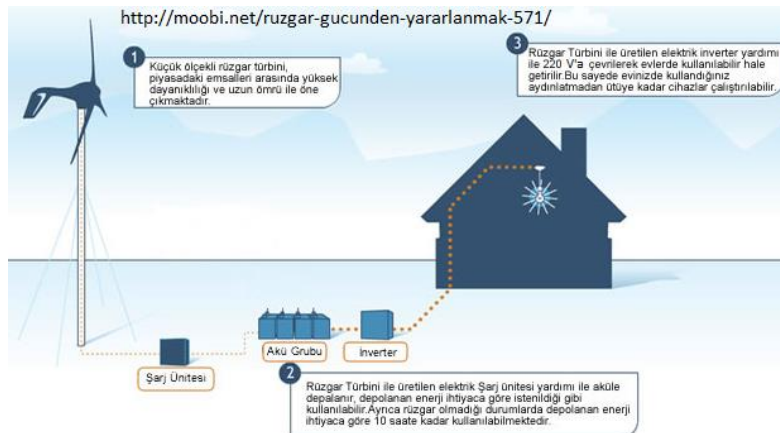 http://moobi.net/ruzgar-gucunden-yararlanmak-571/
1
Küçük ölçekli rüzgar türbini,
piyasadaki emsalleri arasında yüksek
dayanıklılığı ve uzun ömrü ile öne
çıkmaktadır.
3
Rüzgar Türbini ile üretilen elektrik inverter yardımı
ile 220 V'a çevrilerek evlerde kullanılabilir hale
getirilir.Bu sayede evinizde kullandığınız
aydınlatmadan ütüye kadar cihazlar çalıştırılabilir.
Şarj Ünitesi
Akü Grubu
İnverter
2
Rüzgar Türbini ile üretilen elektrik Şarj ünitesi yardımı ile aküle
depalanır, depolanan enerji ihtiyaca göre istenildiği gibi
kullanılabilir.Ayrıca rüzgar olmadığı durumlarda depolanan enerji
ihtiyaca göre 10 saate kadar kullanılabilmektedir.